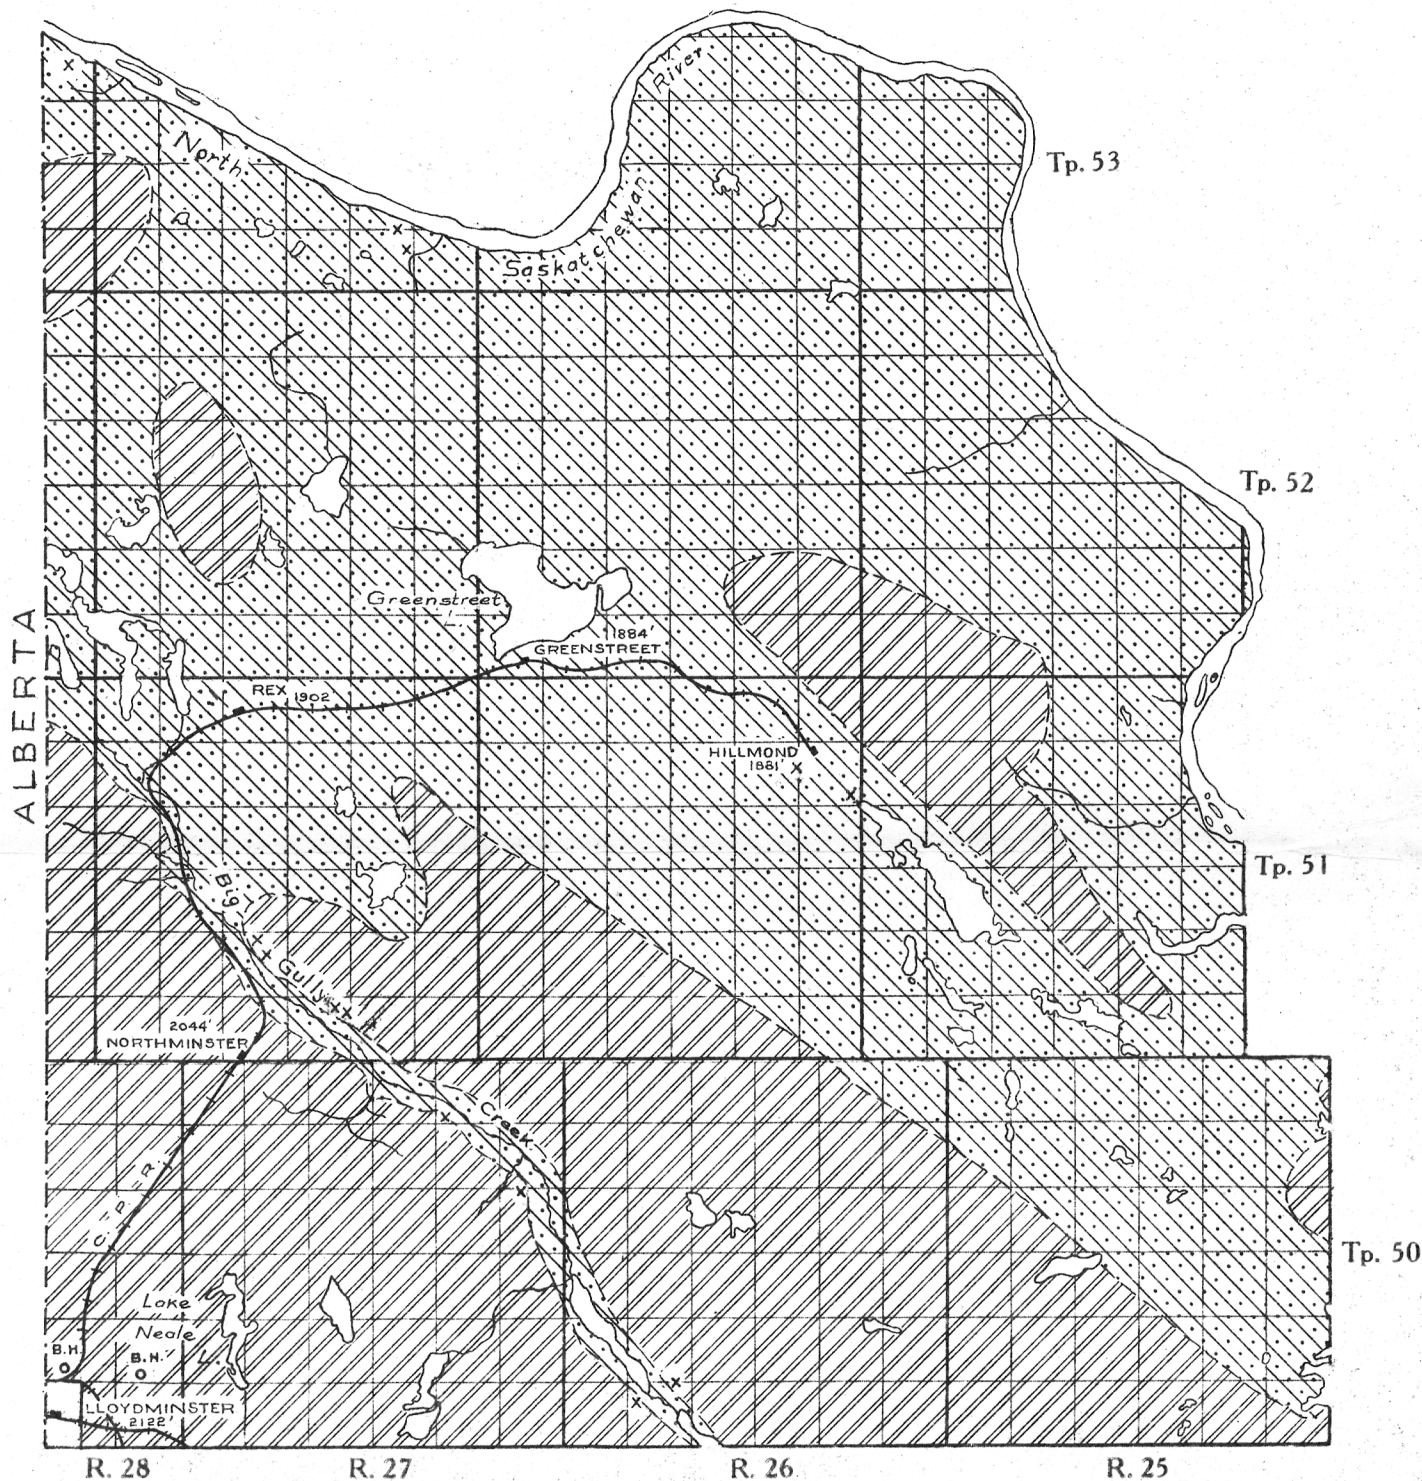 River
North
Saskatchewan
Tp. 53
Tp. 52
Greenstreet
L.
1884'
GREENSTREET
ALBERTA
REX 1902
HILLMOND
1881'
Tp. 51
Big
Gully
2044'
NORTHMINSTER
Creek
C P R
Tp. 50
Lake
Neale
B.H.
B.H.
L.
LLOYDMINSTER
2122'
R. 28 R. 27 R. 26 R. 25